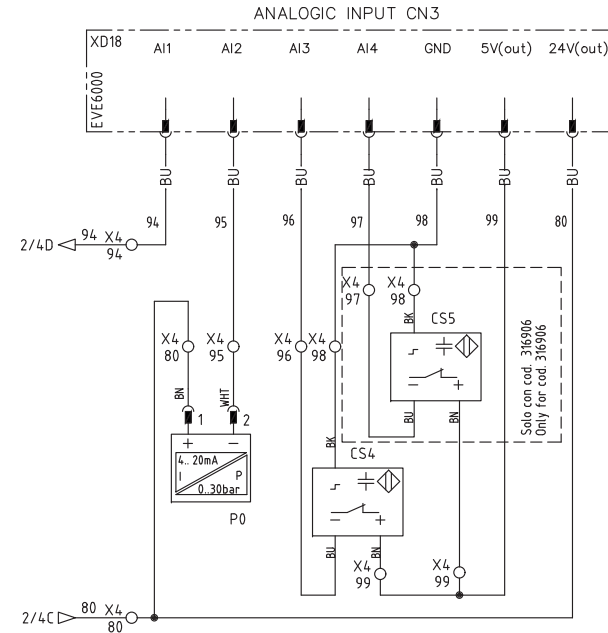 ANALOGIC INPUT CN3
XD18
AI1 AI2 AI3 AI4 GND 5V(out) 24V(out)
EVE6000
BU BU BU BU BU BU BU
94 95 96 97 98 99 80
2/4D 94 X4
94
X4 X4
97 98
BK CS5
Solo con cod. 316906
Only for cod. 316906
X4 X4 X4 X4
80 95 96 98
BN WHT
- +
BU BN
1 2
+ -
4.. 20mA
I P
0..30bar
P0
BK
CS4
- +
BU BN
X4 X4
99 99
2/4C 80 X4
80